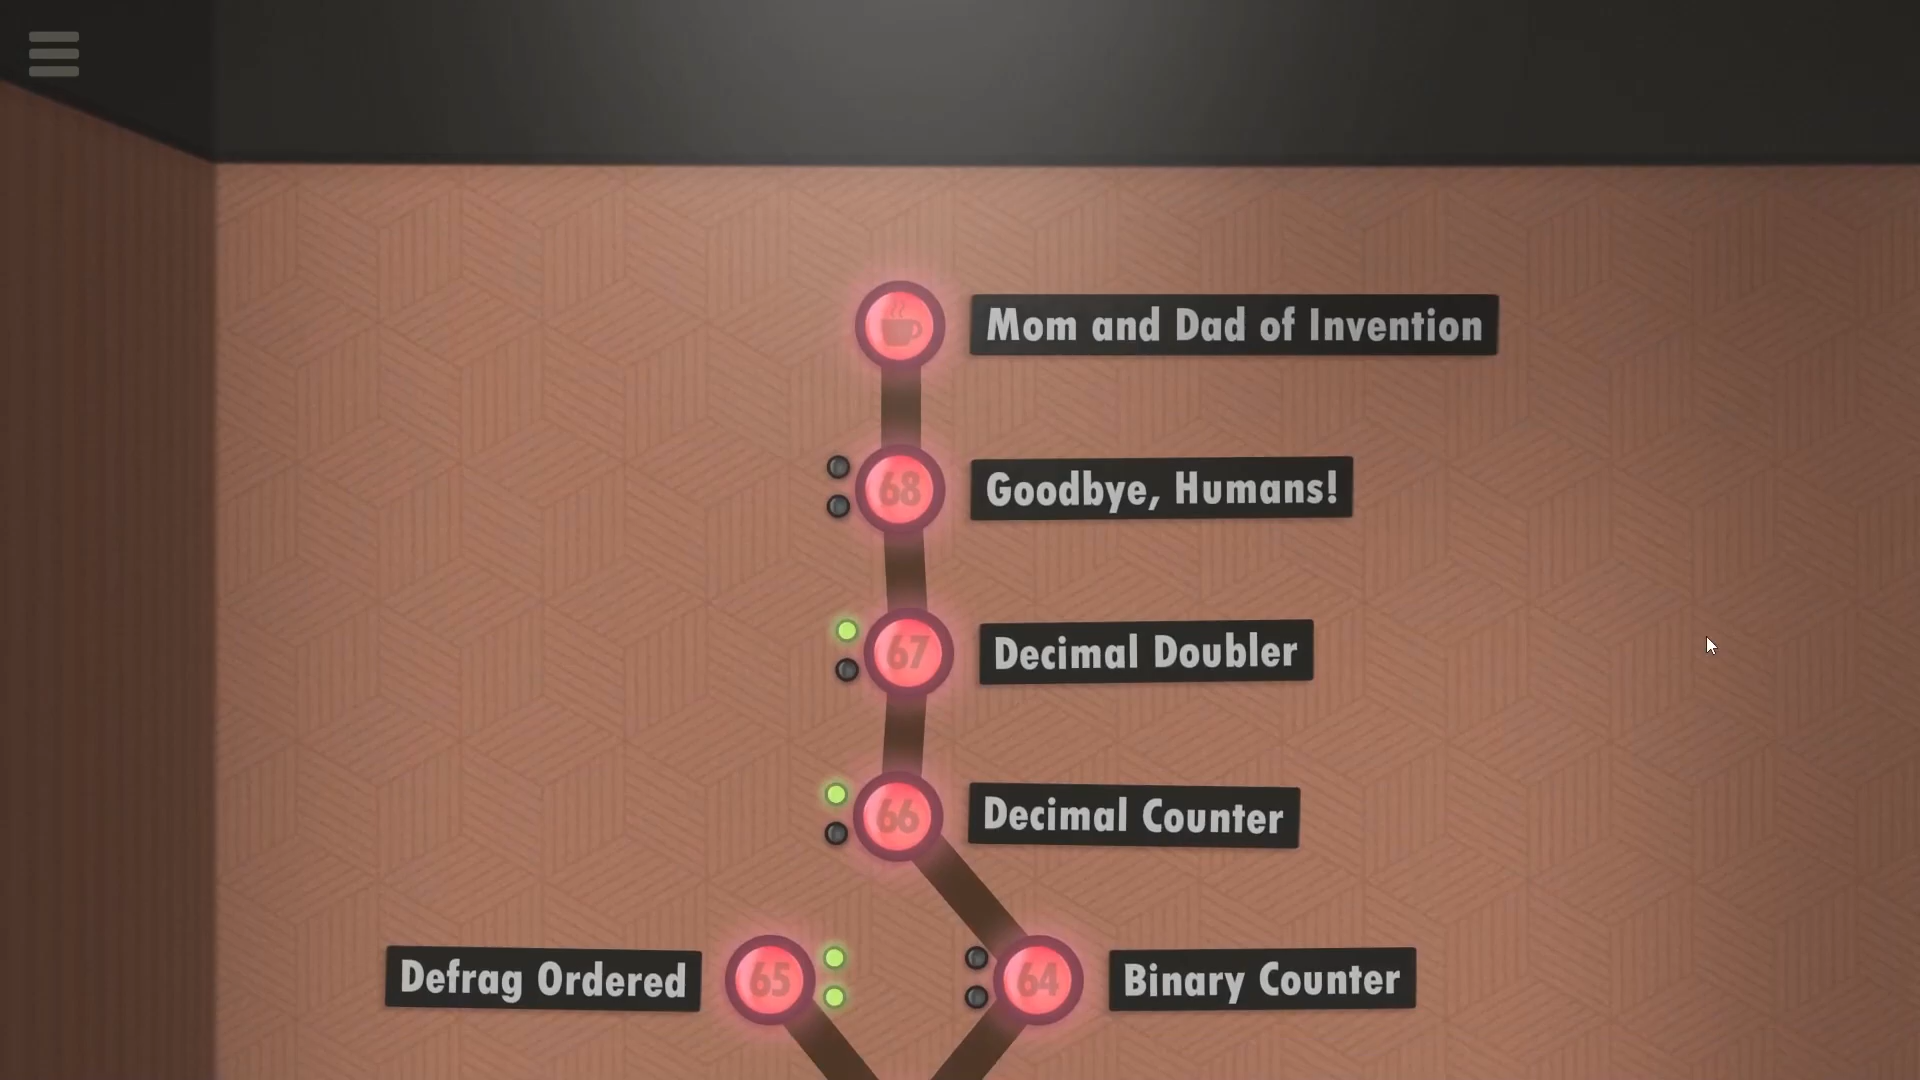 Mom and Dad of Invention
68
Goodbye, Humans!
67
Decimal Doubler
66
Decimal Counter
Defrag Ordered
65
64
Binary Counter